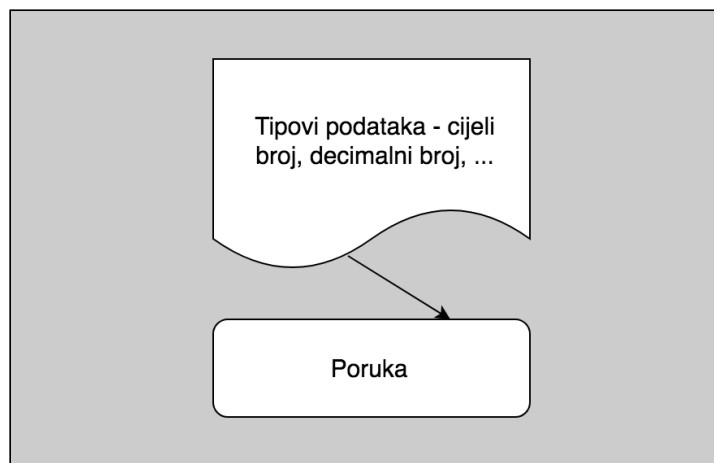 Tipovi podataka - cijeli
broj, decimalni broj, ...
Poruka